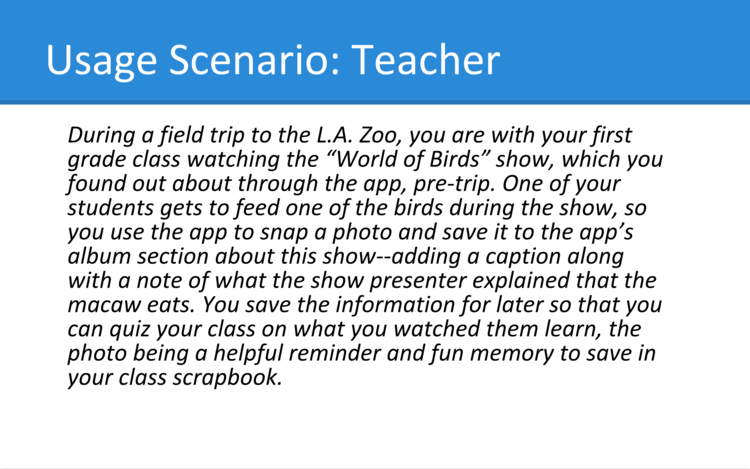 Usage Scenario: Teacher
During a field trip to the L.A. Zoo, you are with your first
grade class watching the “World of Birds” show, which you
found out about through the app, pre-trip. One of your
students gets to feed one of the birds during the show, so
you use the app to snap a photo and save it to the app’s
album section about this show--adding a caption along
with a note of what the show presenter explained that the
macaw eats. You save the information for later so that you
can quiz your class on what you watched them learn, the
photo being a helpful reminder and fun memory to save in
your class scrapbook.